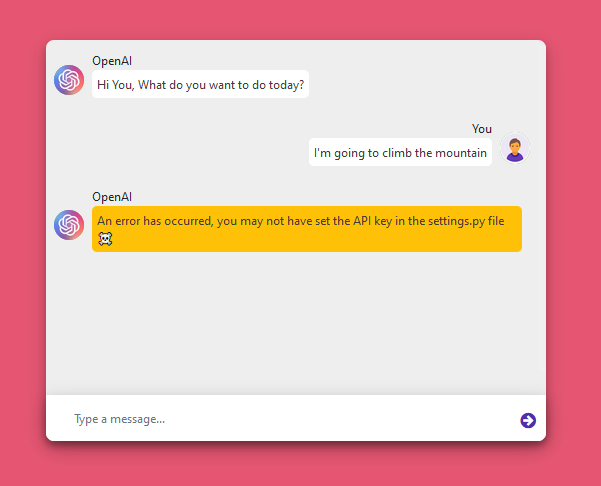 OpenAI
Hi You, What do you want to do today?
You
I'm going to climb the mountain
OpenAI
An error has occurred, you may not have set the API key in the settings.py file
☠
Type a message...